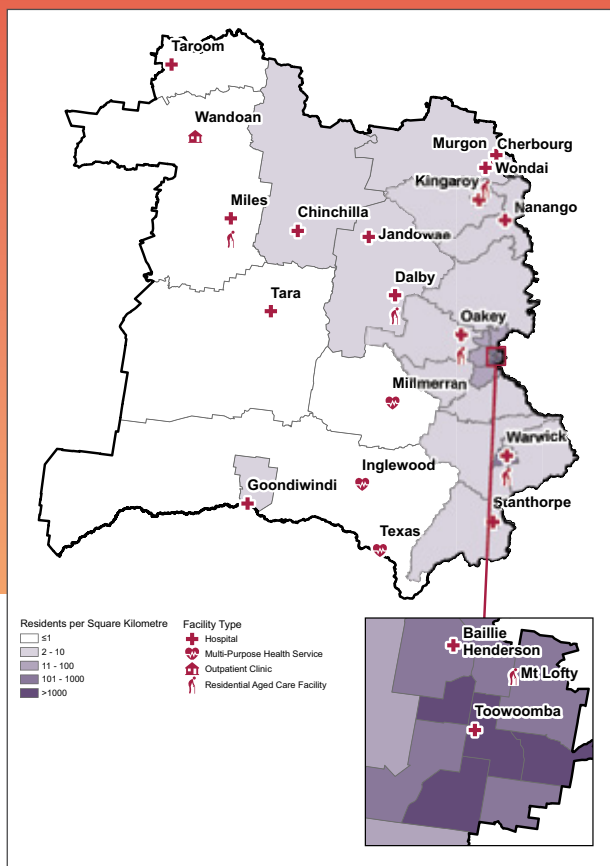 Taroom
Wandoan
Murgon
Cherbourg
Wondai
Kingaroy
Nanango
Miles
Chinchilla
Jandowae
Dalby
Tara
Oakey
Millmerran
Warwick
Inglewood
Goondiwindi
Stanthorpe
Texas
Residents per Square Kilometre
≤1
2 - 10
11 - 100
101 - 1000
>1000
Facility Type
Hospital
Multi-Purpose Health Service
Outpatient Clinic
Residential Aged Care Facility
Baillie
Henderson
Mt Lofty
Toowoomba